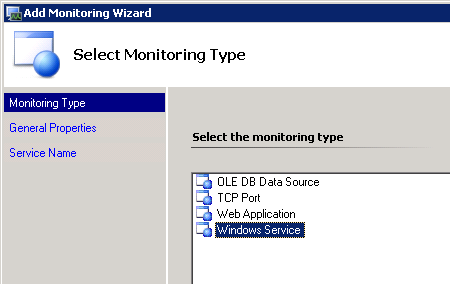 Add Monitoring Wizard
Select Monitoring Type
Monitoring Type
General Properties
Service Name
Select the monitoring type
OLE DB Data Source
TCP Port
Web Application
Windows Service